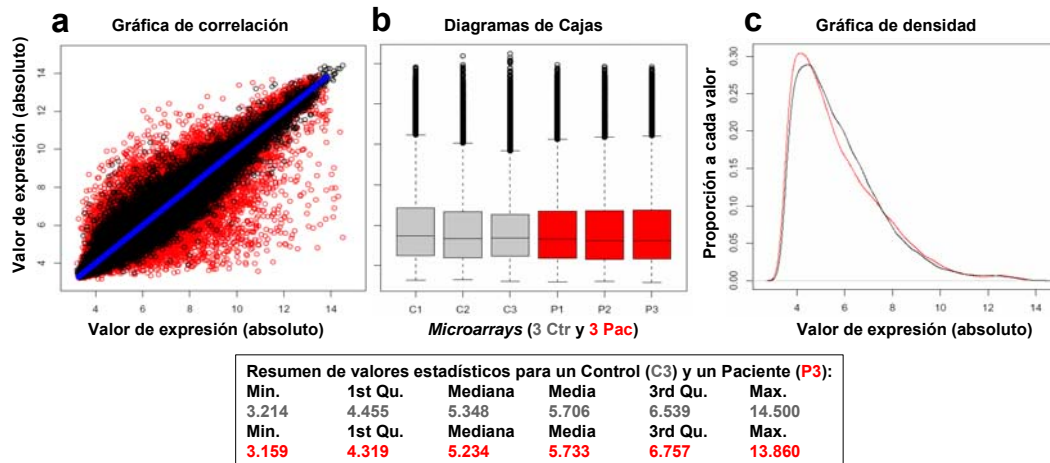 a Gráfica de correlación
Valor de expresión (absoluto)
14
12
10
8
6
4
4 6 8 10 12 14
Valor de expresión (absoluto)
b Diagramas de Cajas
C1 C2 C3 P1 P2 P3
Microarrays (3 Ctr y 3 Pac)
c Gráfica de densidad
Proporción a cada valor
0.30
0.25
0.20
0.15
0.10
0.05
0.00
4 6 8 10 12 14
Valor de expresión (absoluto)
Resumen de valores estadísticos para un Control (C3) y un Paciente (P3):
Min. 1st Qu. Mediana Media 3rd Qu. Max.
3.214 4.455 5.348 5.706 6.539 14.500
Min. 1st Qu. Mediana Media 3rd Qu. Max.
3.159 4.319 5.234 5.733 6.757 13.860